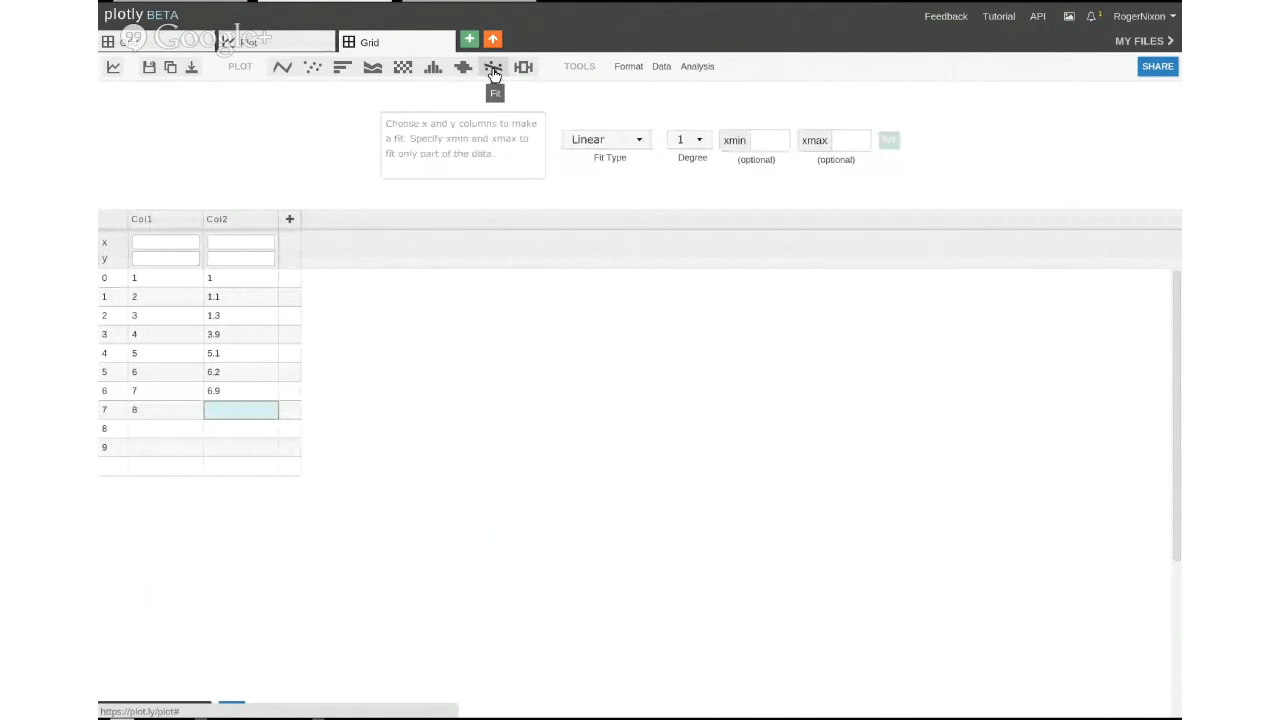 plotly BETA
Feedback Tutorial API 1 RogerNixon
Google+
Plot Grid
MY FILES
PLOT TOOLS Format Data Analysis SHARE
Fit
Choose x and y columns to make
a fit. Specify xmin and xmax to
fit only part of the data.
Linear 1 xmin xmax FIT
Fit Type Degree (optional) (optional)
Col1 Col2
x
y
0 1 1
1 2 1.1
2 3 1.3
3 4 3.9
4 5 5.1
5 6 6.2
6 7 6.9
7 8
8
9
https://plot.ly/plot#